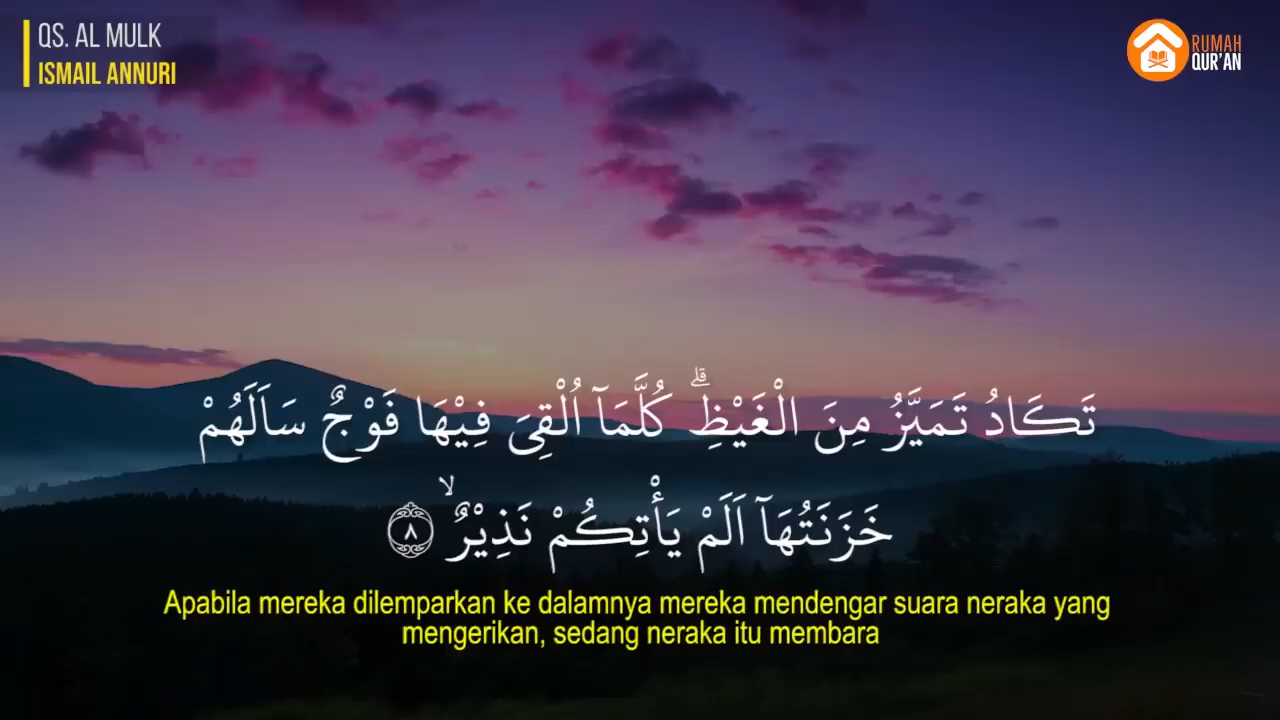 QS. AL MULK
ISMAIL ANNURI
RUMAH
QUR'AN
تَكَادُ تَمَيَّزُ مِنَ الْغَيْظِۗ كُلَّمَآ اُلْقِيَ فِيْهَا فَوْجٌ سَاَلَهُمْ
خَزَنَتُهَآ اَلَمْ يَأْتِكُمْ نَذِيْرٌۙ ٨
Apabila mereka dilemparkan ke dalamnya mereka mendengar suara neraka yang
mengerikan, sedang neraka itu membara